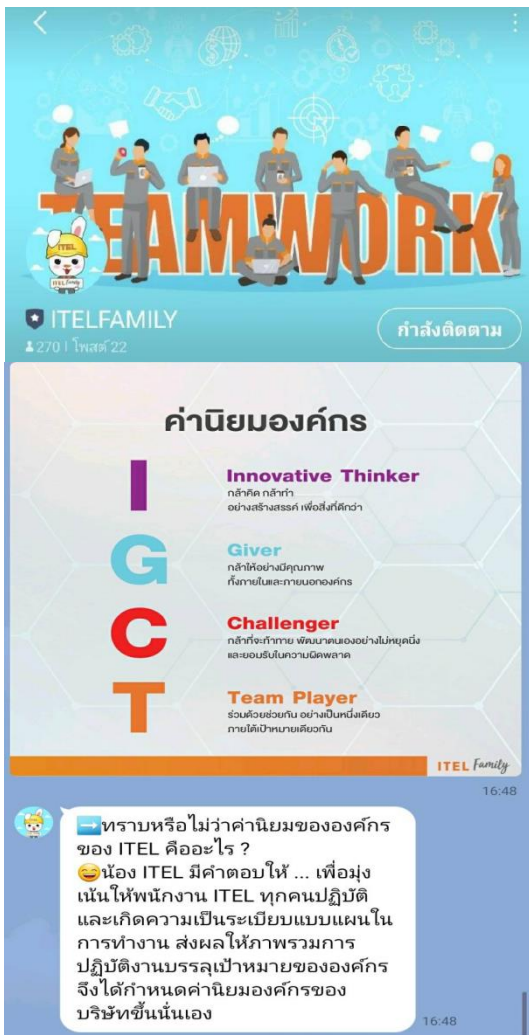 TEAMWORK
ITEL
ITEL Family
ITELFAMILY
กำลังติดตาม
270 | โพสต์ 22
ค่านิยมองค์กร
I
Innovative Thinker
กล้าคิด กล้าทำ
อย่างสร้างสรรค์ เพื่อสิ่งที่ดีกว่า
G
Giver
กล้าให้อย่างมีคุณภาพ
ทั้งภายในและภายนอกองค์กร
C
Challenger
กล้าที่จะท้าทาย พัฒนาตนเองอย่างไม่หยุดนิ่ง
และยอมรับในความผิดพลาด
T
Team Player
ร่วมด้วยช่วยกัน อย่างเป็นหนึ่งเดียว
ภายใต้เป้าหมายเดียวกัน
ITEL Family
16:48
➡️ทราบหรือไม่ว่าค่านิยมขององค์กร
ของ ITEL คืออะไร ?
😄น้อง ITEL มีคำตอบให้ ... เพื่อมุ่ง
เน้นให้พนักงาน ITEL ทุกคนปฏิบัติ
และเกิดความเป็นระเบียบแบบแผนใน
การทำงาน ส่งผลให้ภาพรวมการ
ปฏิบัติงานบรรลุเป้าหมายขององค์กร
จึงได้กำหนดค่านิยมองค์กรของ
บริษัทขึ้นนั่นเอง
16:48